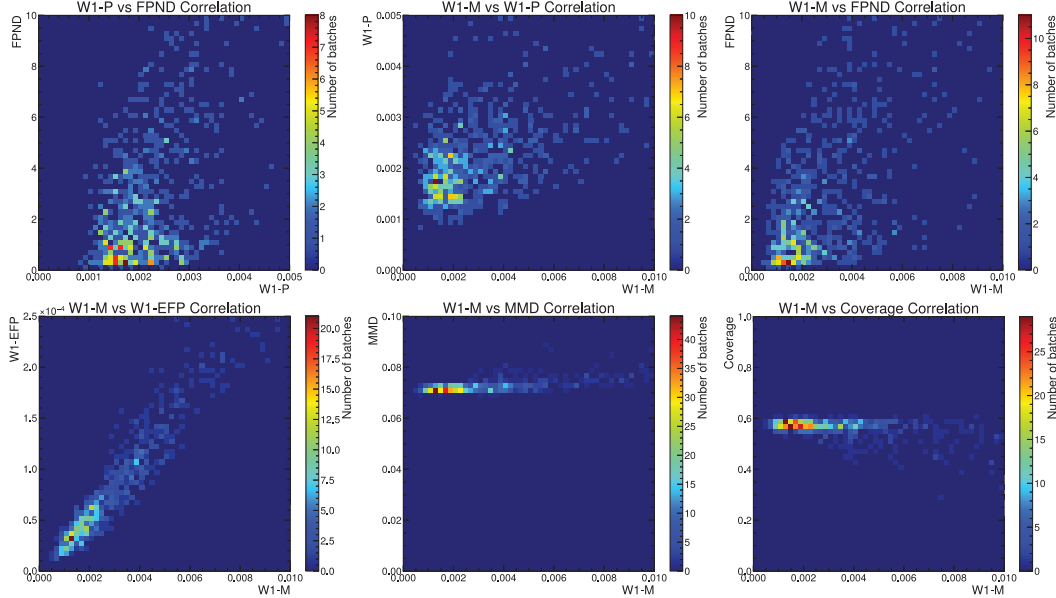 W1-P vs FPND Correlation
FPND
10
8
6
4
2
0
0.000 0.001 0.002 0.003 0.004 0.005
W1-P
8
7
6
5
4
3
2
1
0
Number of batches
W1-M vs W1-P Correlation
W1-P
0.005
0.004
0.003
0.002
0.001
0.000
0.000 0.002 0.004 0.006 0.008 0.010
W1-M
10
8
6
4
2
0
Number of batches
W1-M vs FPND Correlation
FPND
10
8
6
4
2
0
0.000 0.002 0.004 0.006 0.008 0.010
W1-M
10
8
6
4
2
0
Number of batches
W1-M vs W1-EFP Correlation
×10⁻⁴
W1-EFP
2.5
2.0
1.5
1.0
0.5
0.0
0.000 0.002 0.004 0.006 0.008 0.010
W1-M
20.0
17.5
15.0
12.5
10.0
7.5
5.0
2.5
0.0
Number of batches
W1-M vs MMD Correlation
MMD
0.10
0.08
0.06
0.04
0.02
0.00
0.000 0.002 0.004 0.006 0.008 0.010
W1-M
40
35
30
25
20
15
10
5
0
Number of batches
W1-M vs Coverage Correlation
Coverage
1.0
0.8
0.6
0.4
0.2
0.0
0.000 0.002 0.004 0.006 0.008 0.010
W1-M
25
20
15
10
5
0
Number of batches